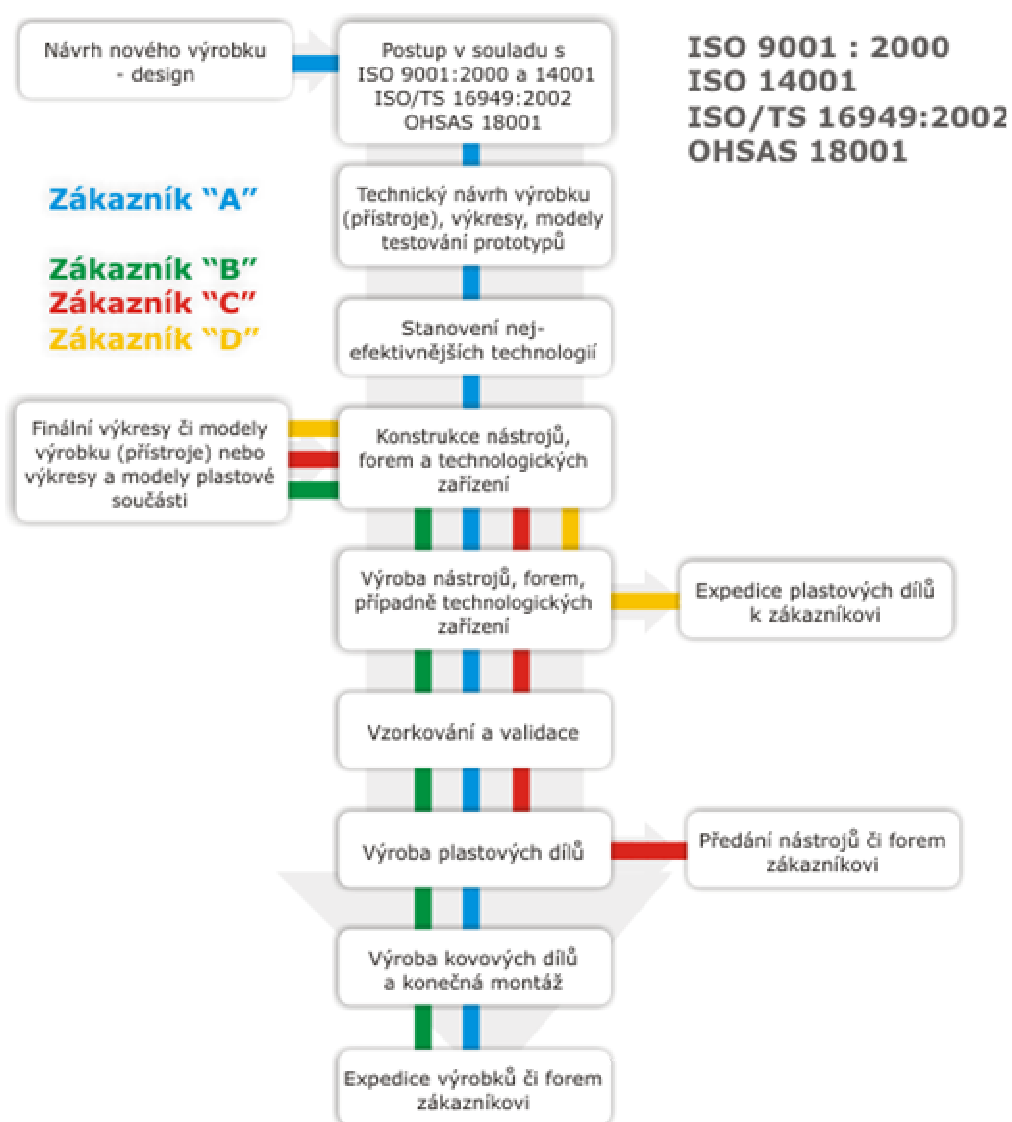 Návrh nového výrobku
- design
Postup v souladu s
ISO 9001:2000 a 14001
ISO/TS 16949:2002
OHSAS 18001
ISO 9001 : 2000
ISO 14001
ISO/TS 16949:2002
OHSAS 18001
Zákazník “A”
Zákazník “B”
Zákazník “C”
Zákazník “D”
Technický návrh výrobku
(přístroje), výkresy, modely
testování prototypů
Stanovení nej-
efektivnějších technologií
Finální výkresy či modely
výrobku (přístroje) nebo
výkresy a modely plastové
součásti
Konstrukce nástrojů,
forem a technologických
zařízení
Výroba nástrojů, forem,
případně technologických
zařízení
Expedice plastových dílů
k zákazníkovi
Vzorkování a validace
Výroba plastových dílů
Předání nástrojů či forem
zákazníkovi
Výroba kovových dílů
a konečná montáž
Expedice výrobků či forem
zákazníkovi